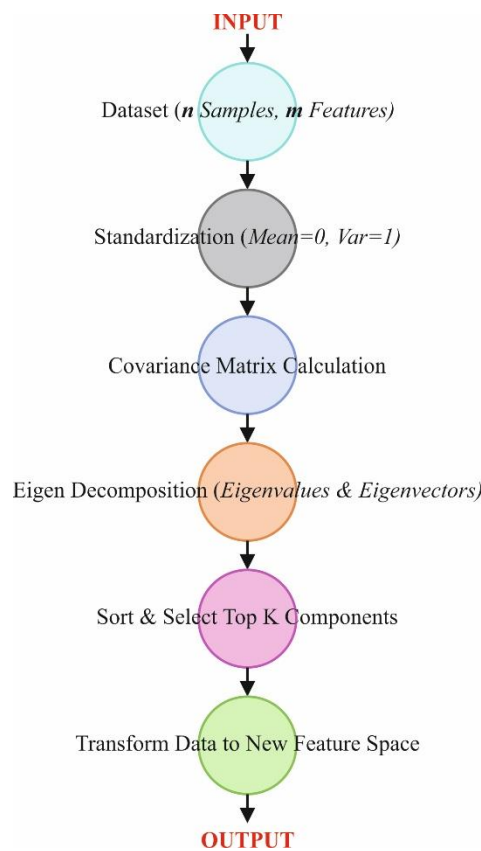 INPUT
Dataset (n Samples, m Features)
Standardization (Mean=0, Var=1)
Covariance Matrix Calculation
Eigen Decomposition (Eigenvalues & Eigenvectors)
Sort & Select Top K Components
Transform Data to New Feature Space
OUTPUT